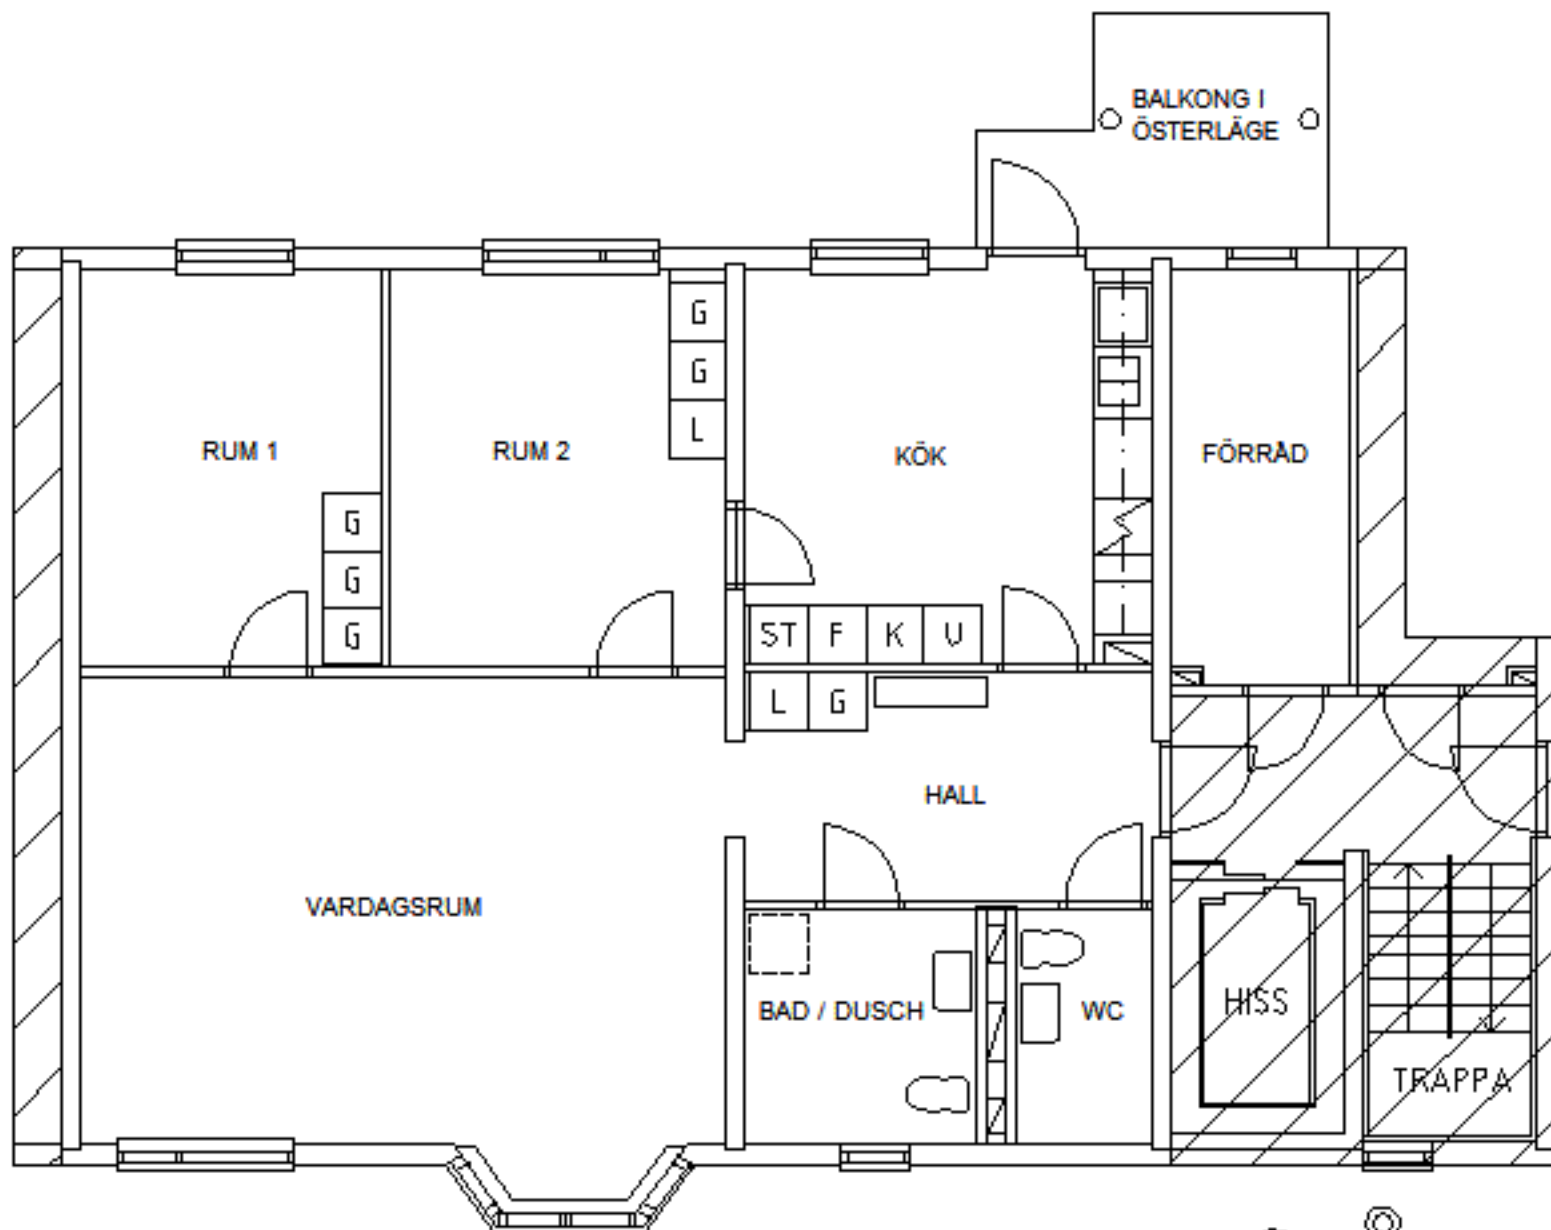 BALKONG I
ÖSTERLÄGE
G
G
L
RUM 1
RUM 2
KÖK
FÖRRÅD
G
G
G
ST F K U
L G
HALL
VARDAGSRUM
BAD / DUSCH
WC
HISS
TRAPPA